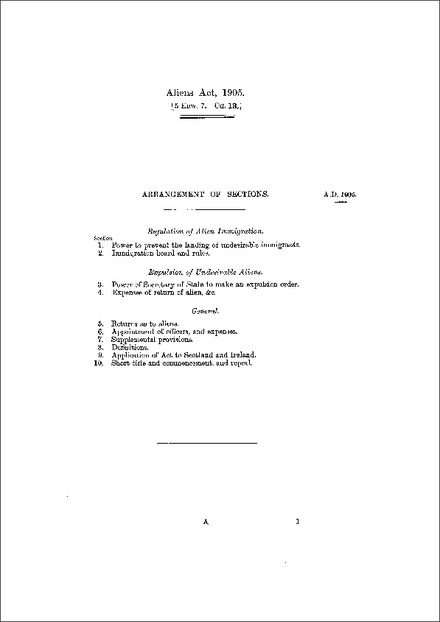 Aliens Act, 1905.
[5 EDW. 7. CH. 13.]
ARRANGEMENT OF SECTIONS.
A.D. 1905.
Regulation of Alien Immigration.
Section
1. Power to prevent the landing of undesirable immigrants.
2. Immigration board and rules.
Expulsion of Undesirable Aliens.
3. Power of Secretary of State to make an expulsion order.
4. Expenses of return of alien, &c.
General.
5. Returns as to aliens.
6. Appointment of officers, and expenses.
7. Supplemental provisions.
8. Definitions.
9. Application of Act to Scotland and Ireland.
10. Short title and commencement, and repeal.
A
1